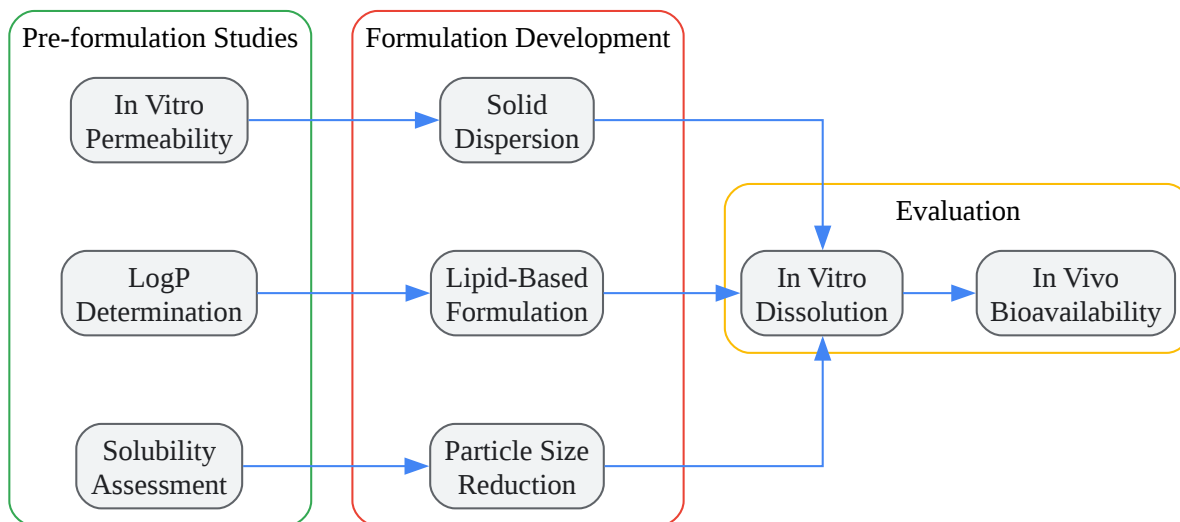 Pre-formulation Studies
In Vitro
Permeability
LogP
Determination
Solubility
Assessment
Formulation Development
Solid
Dispersion
Lipid-Based
Formulation
Particle Size
Reduction
Evaluation
In Vitro
Dissolution
In Vivo
Bioavailability